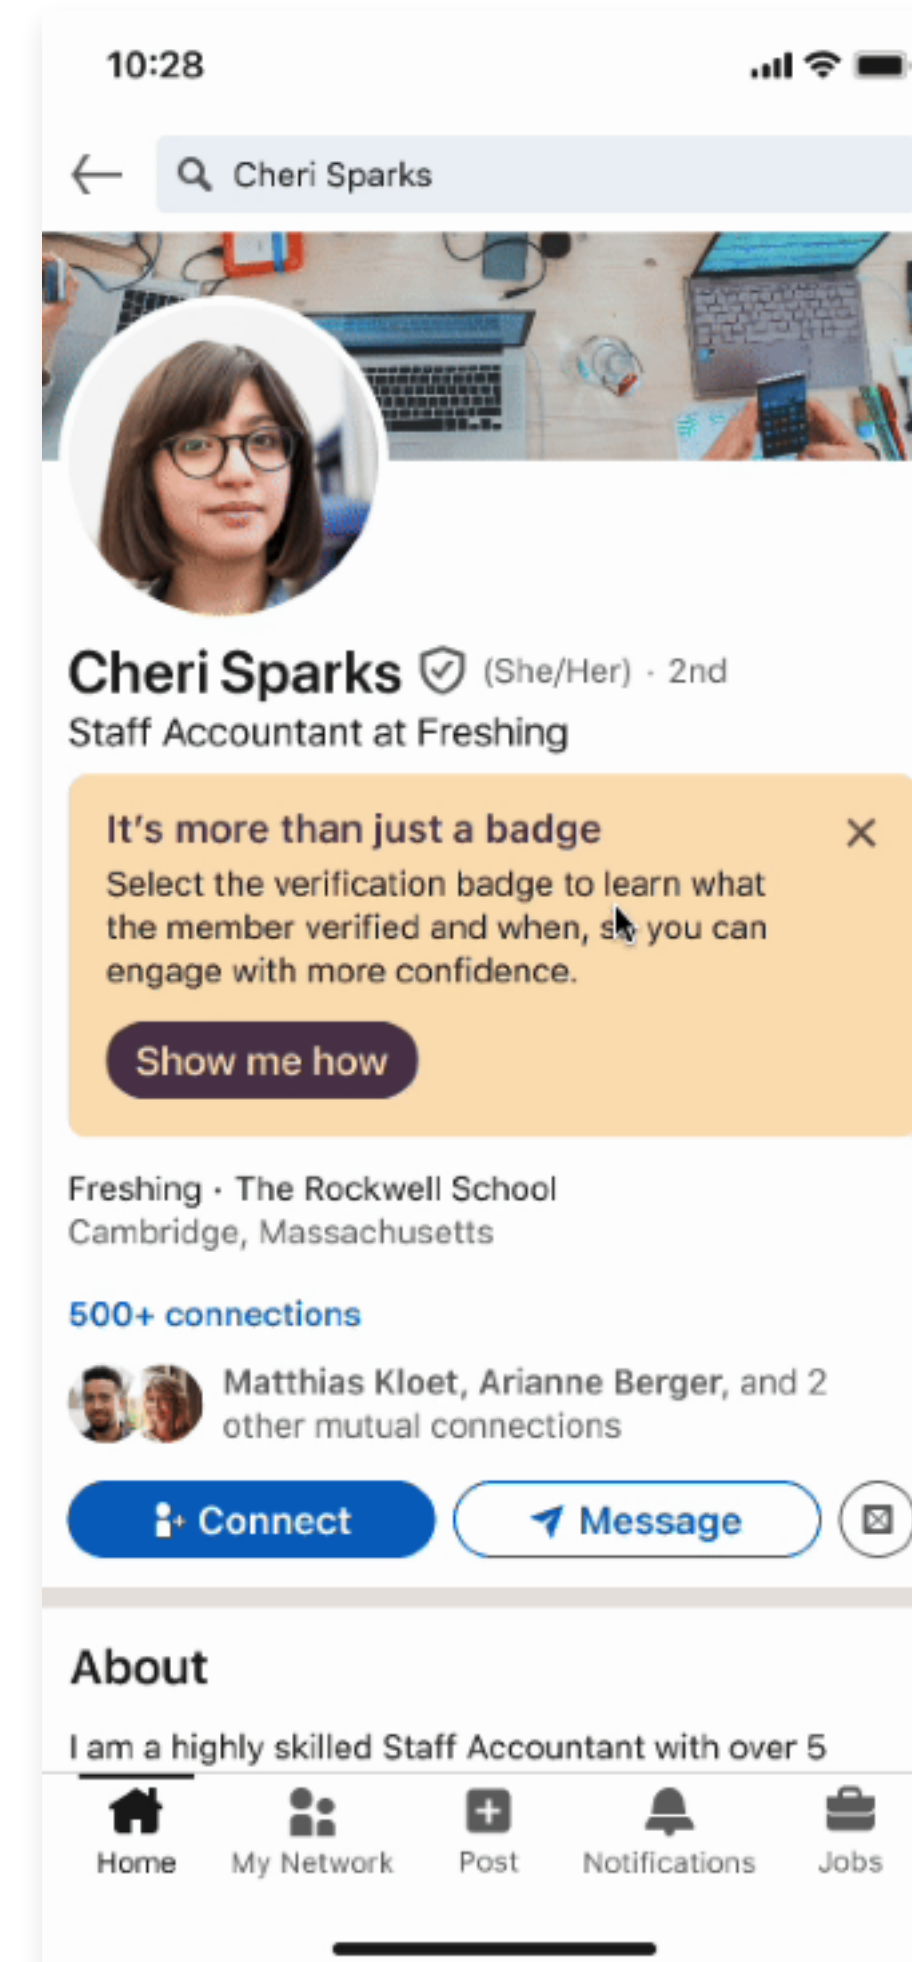 10:28
Cheri Sparks
Cheri Sparks (She/Her) · 2nd
Staff Accountant at Freshing
It's more than just a badge
Select the verification badge to learn what
the member verified and when, so you can
engage with more confidence.
Show me how
Freshing · The Rockwell School
Cambridge, Massachusetts
500+ connections
Matthias Kloet, Arianne Berger, and 2
other mutual connections
Connect
Message
About
I am a highly skilled Staff Accountant with over 5
Home
My Network
Post
Notifications
Jobs